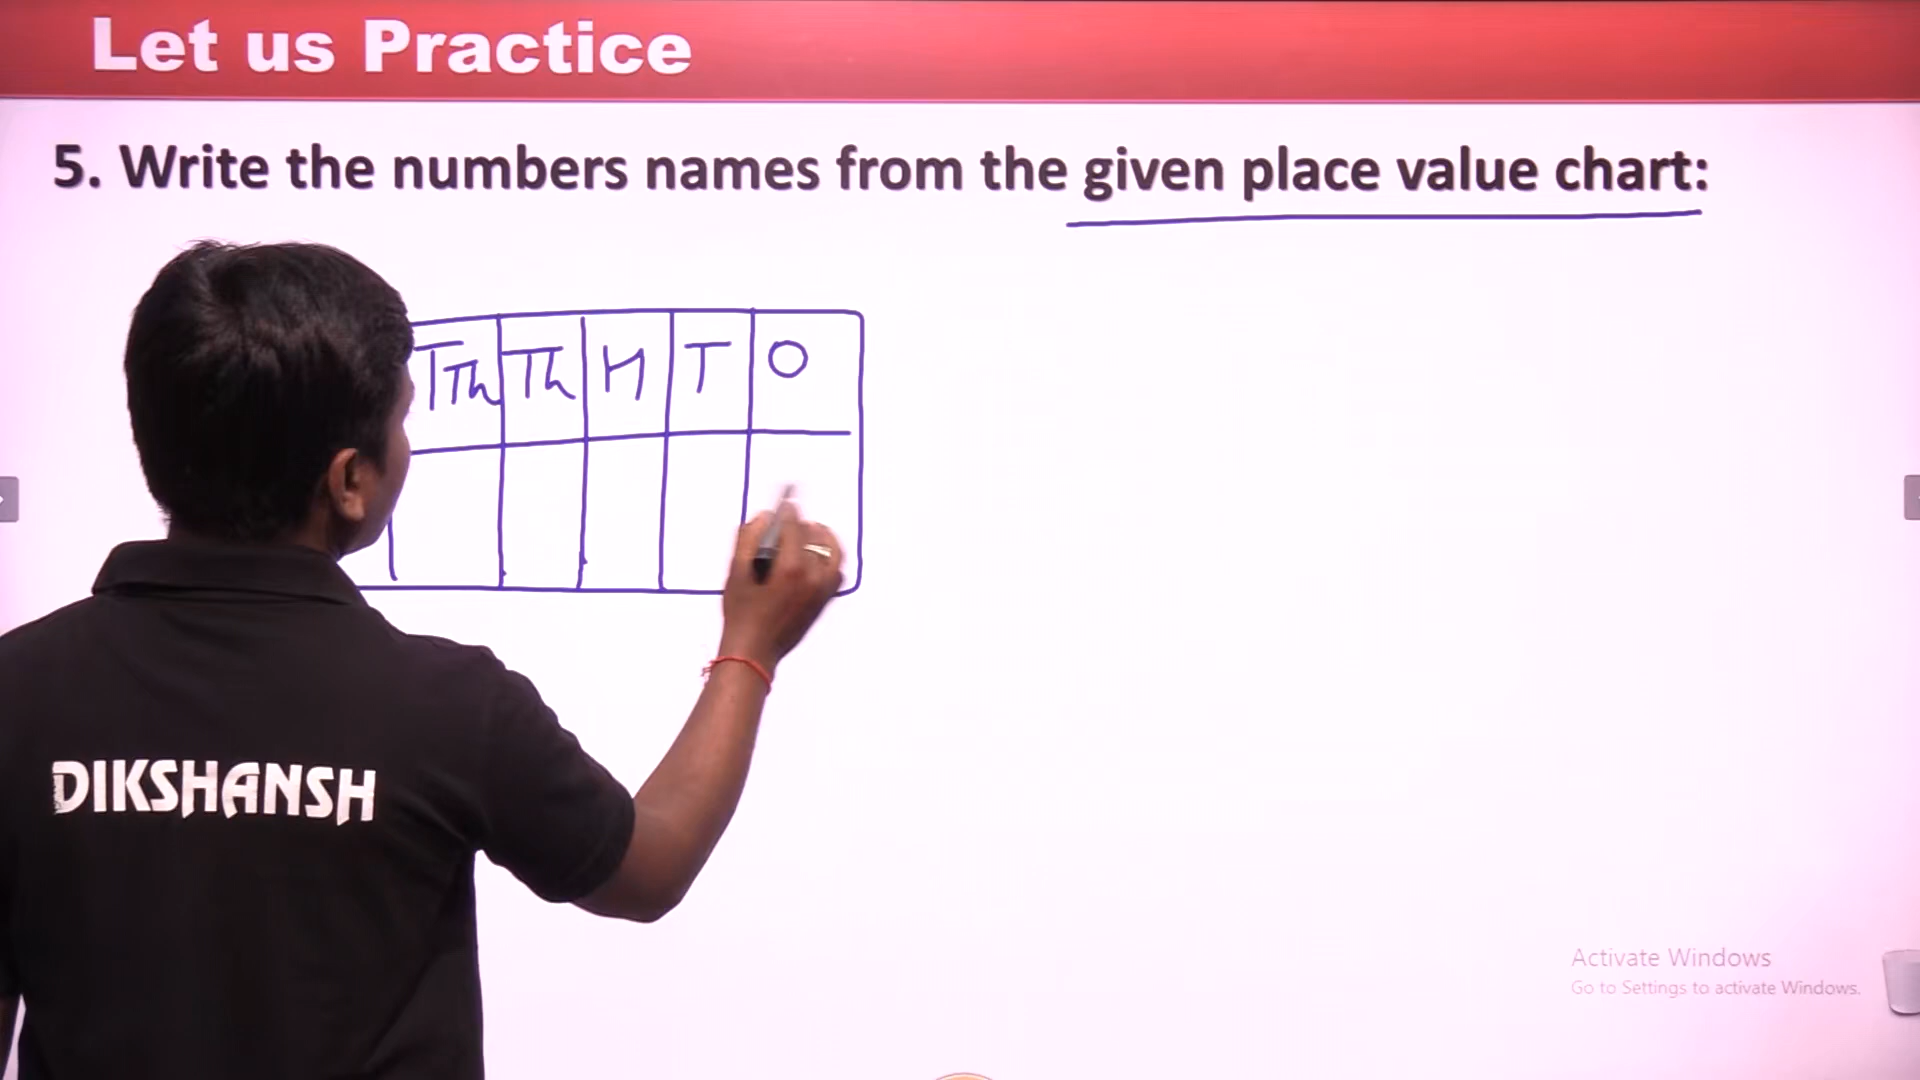 Let us Practice
5. Write the numbers names from the given place value chart:
TTh Th H T O
DIKSHANSH
Activate Windows
Go to Settings to activate Windows.